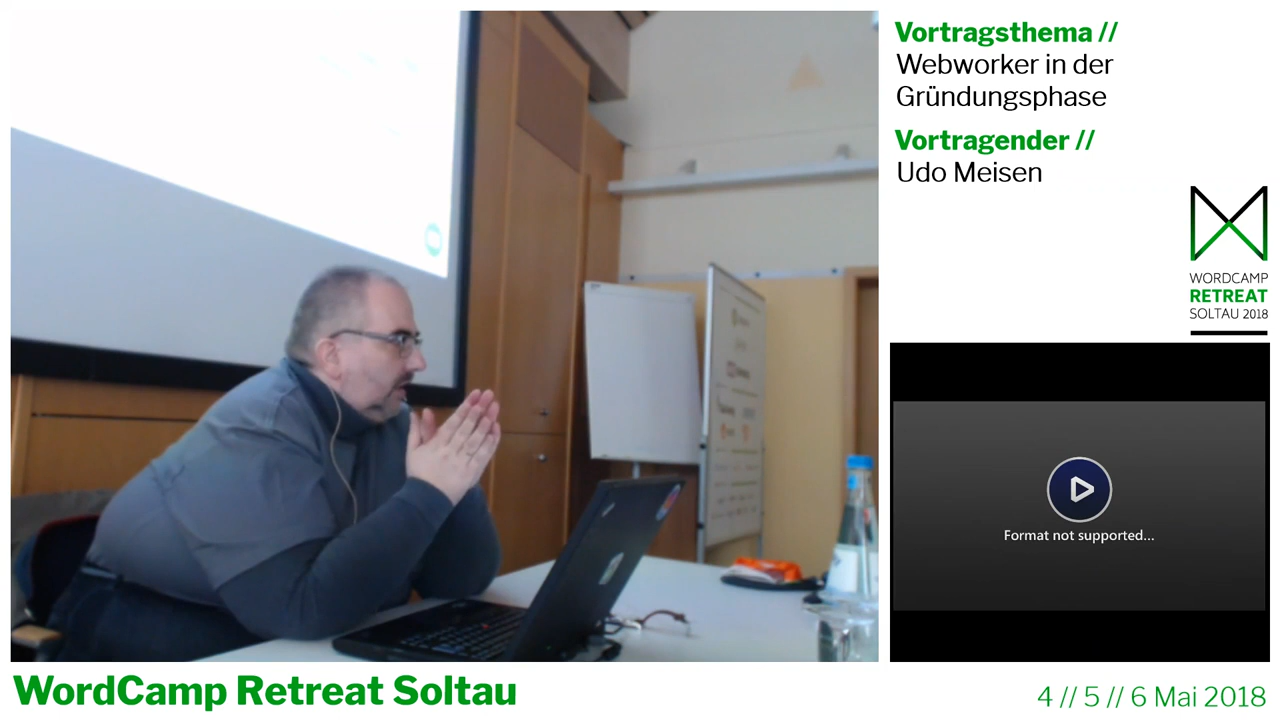 Vortragsthema //
Webworker in der
Gründungsphase
Vortragender //
Udo Meisen
WORDCAMP
RETREAT
SOLTAU 2018
Format not supported...
WordCamp Retreat Soltau
4 // 5 // 6 Mai 2018